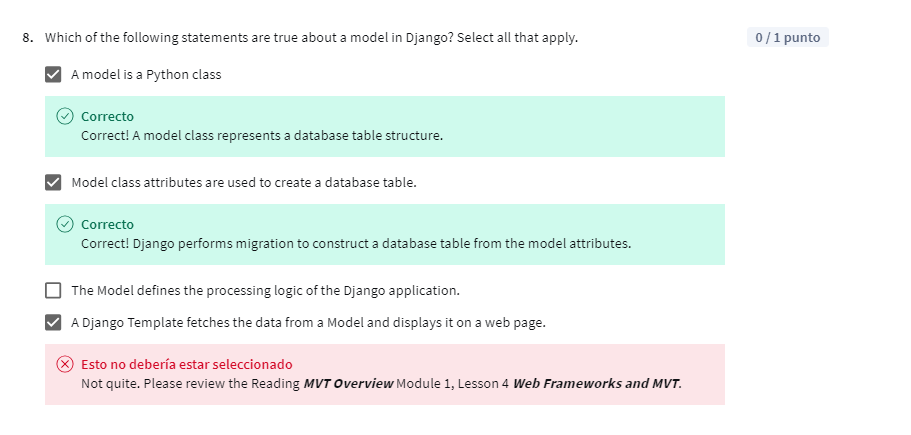 8. Which of the following statements are true about a model in Django? Select all that apply.
0 / 1 punto
A model is a Python class
Correcto
Correct! A model class represents a database table structure.
Model class attributes are used to create a database table.
Correcto
Correct! Django performs migration to construct a database table from the model attributes.
The Model defines the processing logic of the Django application.
A Django Template fetches the data from a Model and displays it on a web page.
Esto no debería estar seleccionado
Not quite. Please review the Reading MVT Overview Module 1, Lesson 4 Web Frameworks and MVT.